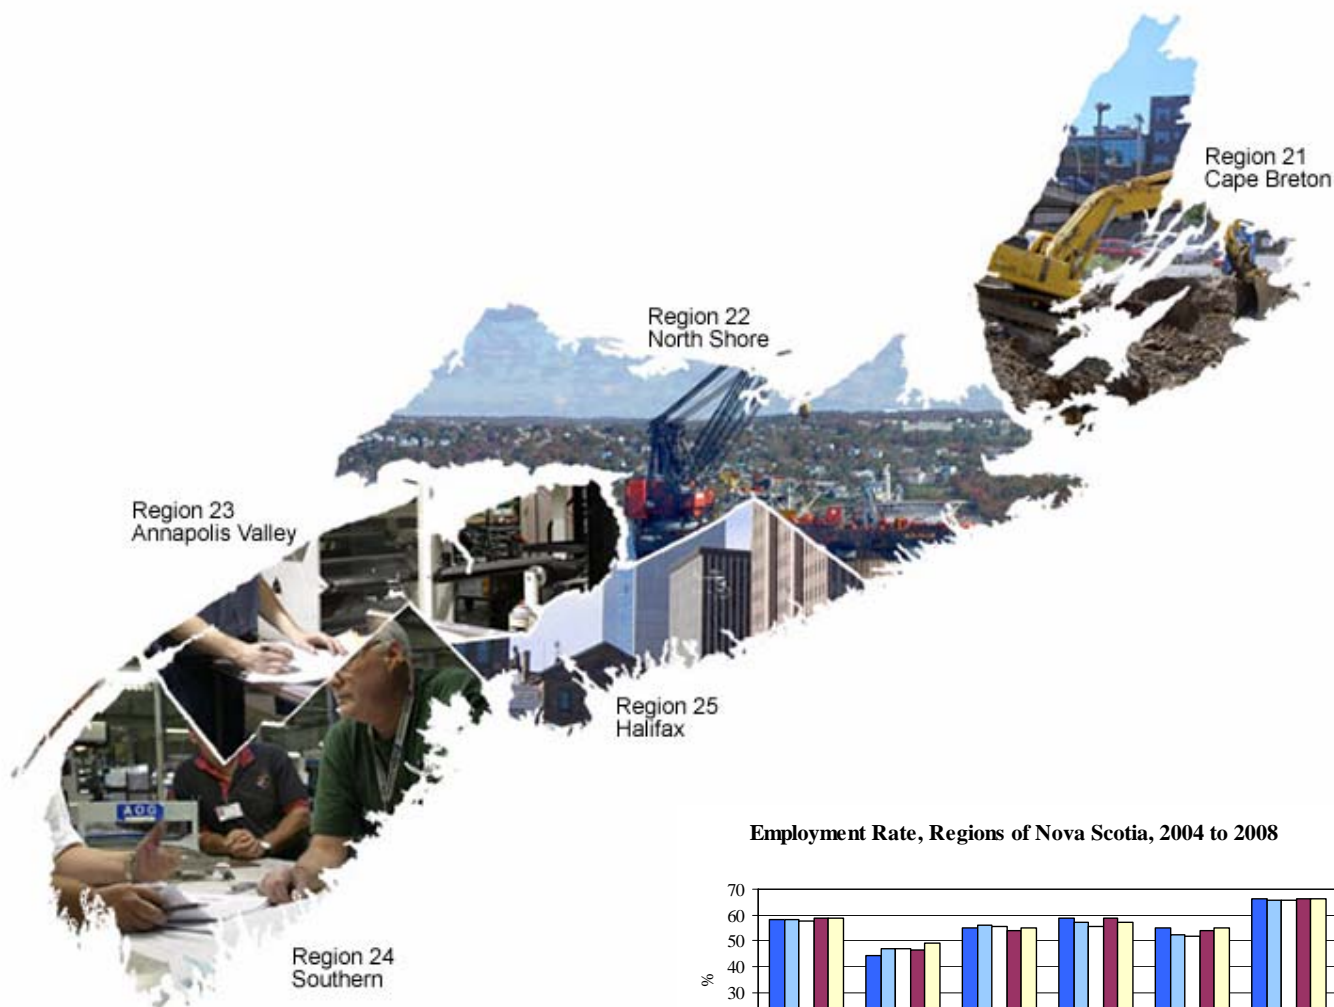 Region 21
Cape Breton
Region 22
North Shore
Region 23
Annapolis Valley
AOG
Region 25
Halifax
Region 24
Southern
Employment Rate, Regions of Nova Scotia, 2004 to 2008
70
60
50
40
30
%